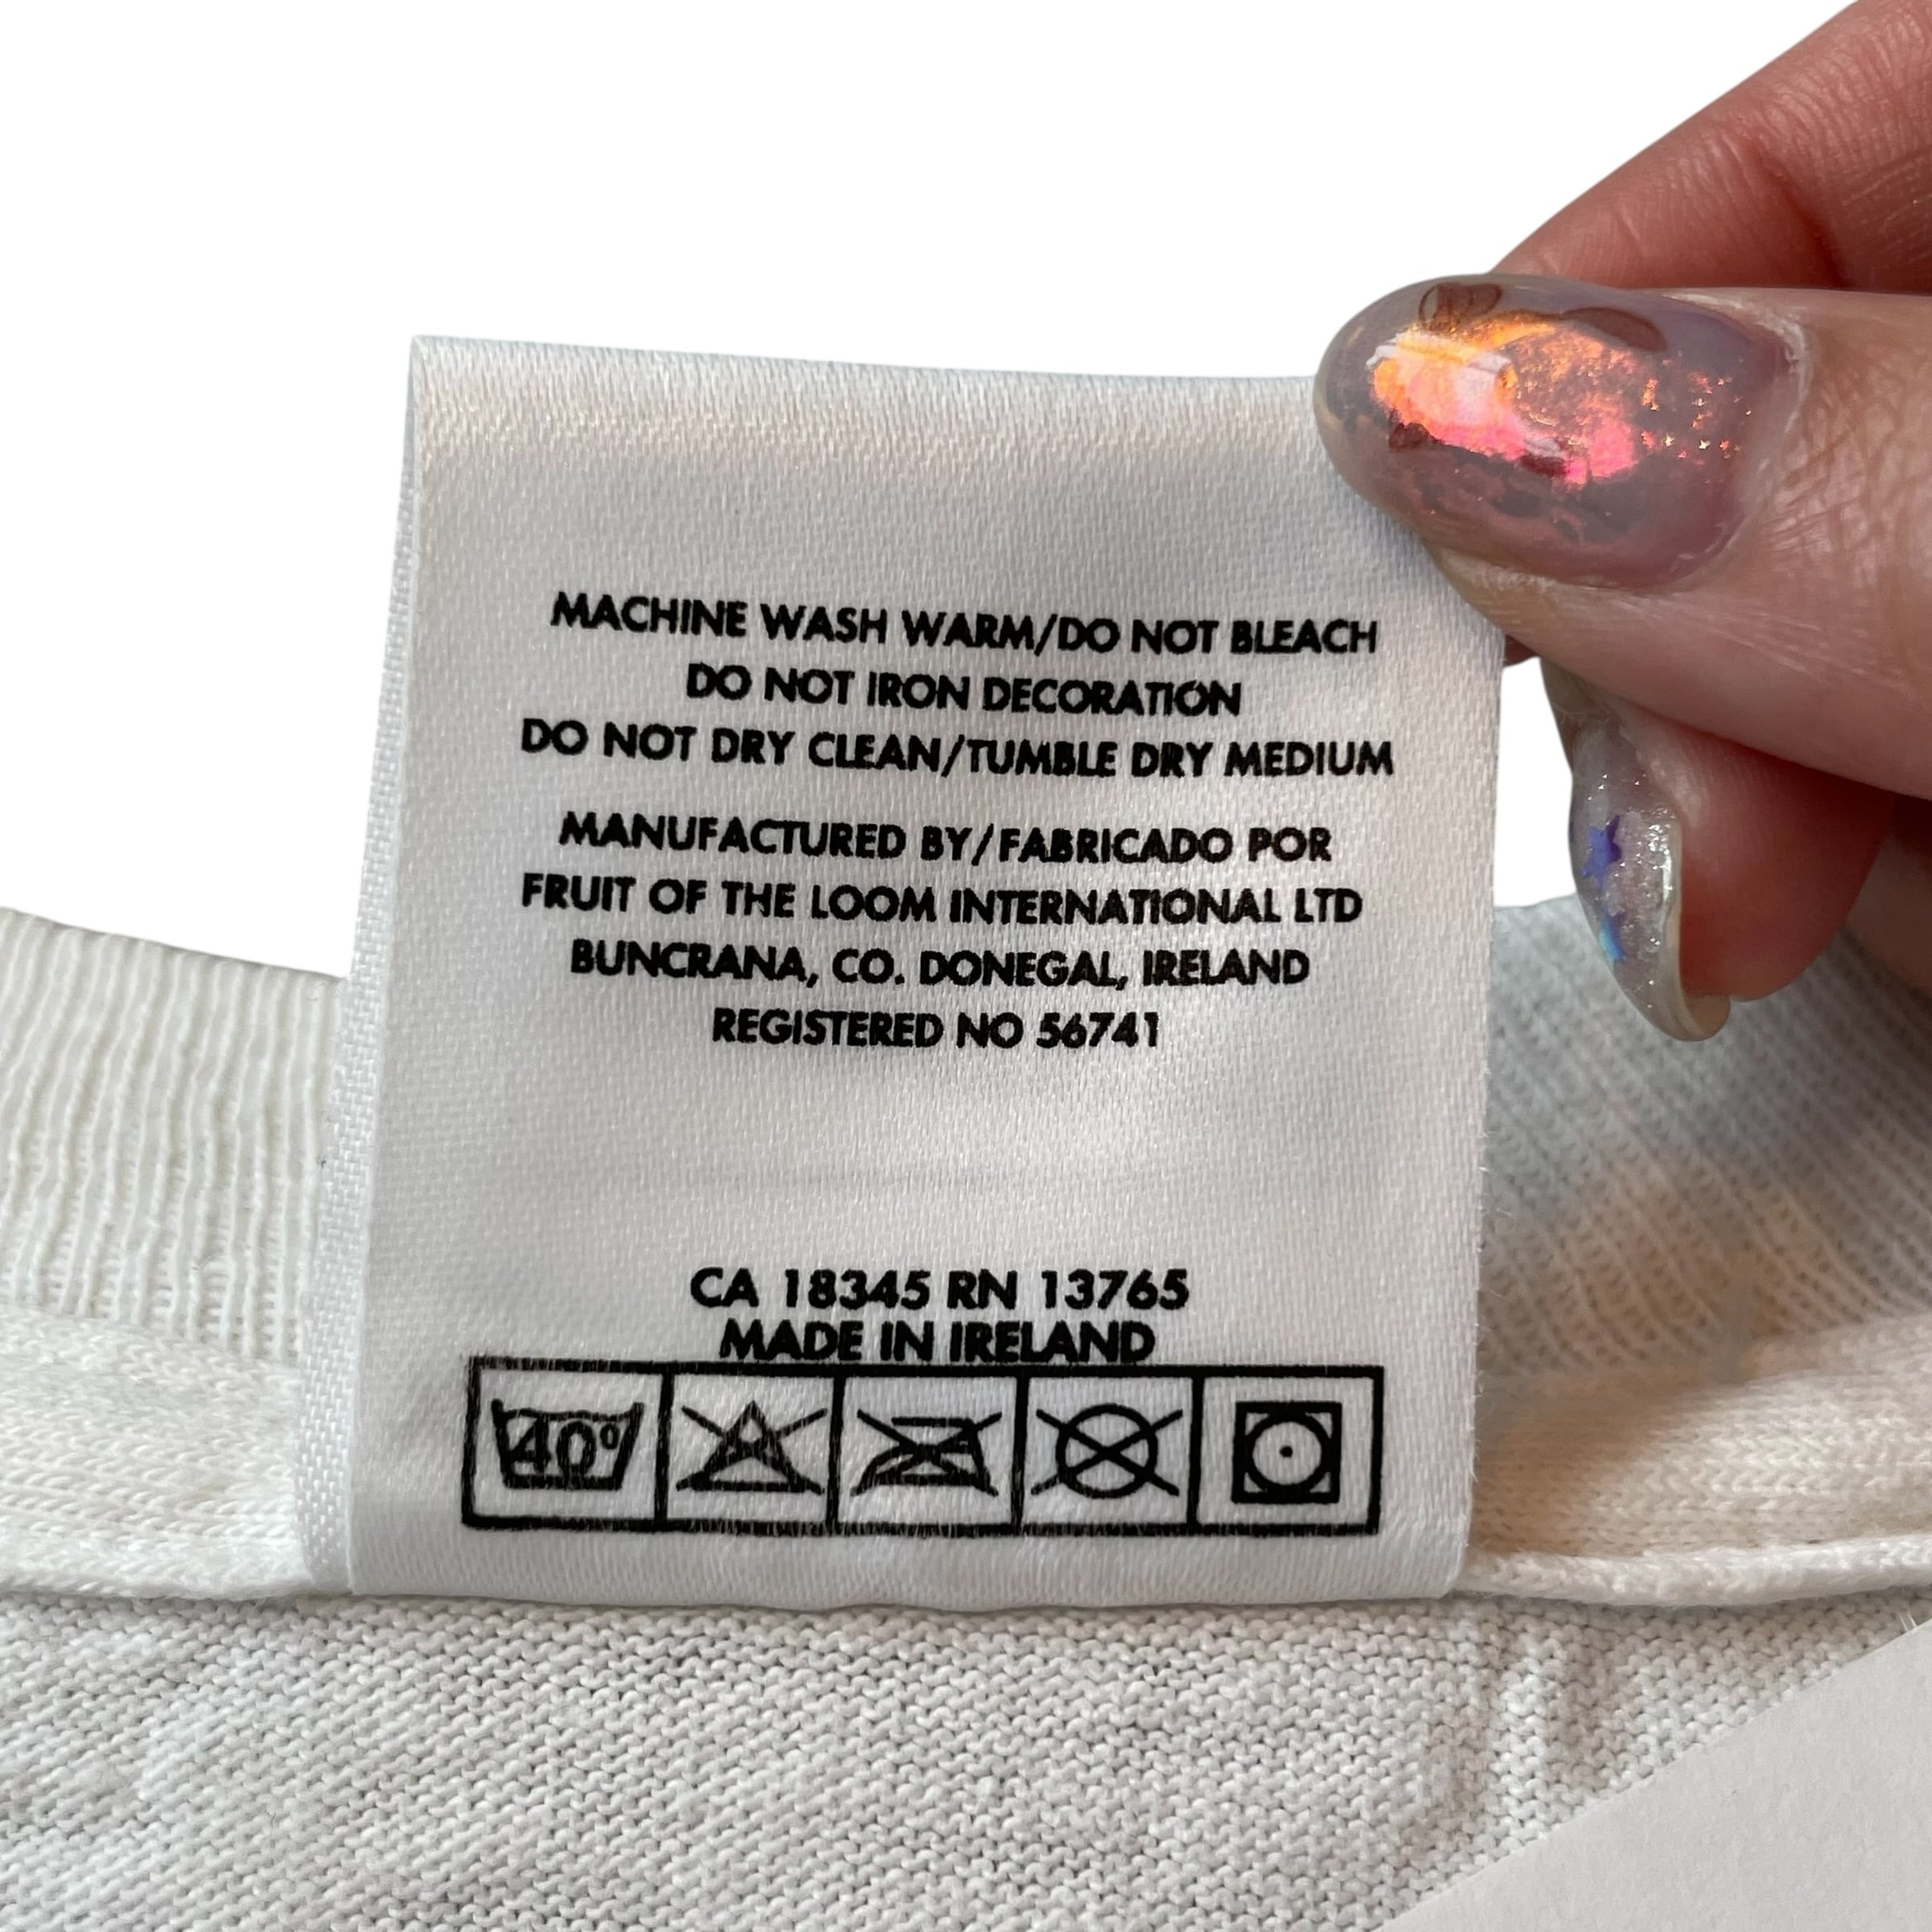 MACHINE WASH WARM/DO NOT BLEACH
DO NOT IRON DECORATION
DO NOT DRY CLEAN/TUMBLE DRY MEDIUM
MANUFACTURED BY/FABRICADO POR
FRUIT OF THE LOOM INTERNATIONAL LTD
BUNCRANA, CO. DONEGAL, IRELAND
REGISTERED NO 56741
CA 18345 RN 13765
MADE IN IRELAND
40°